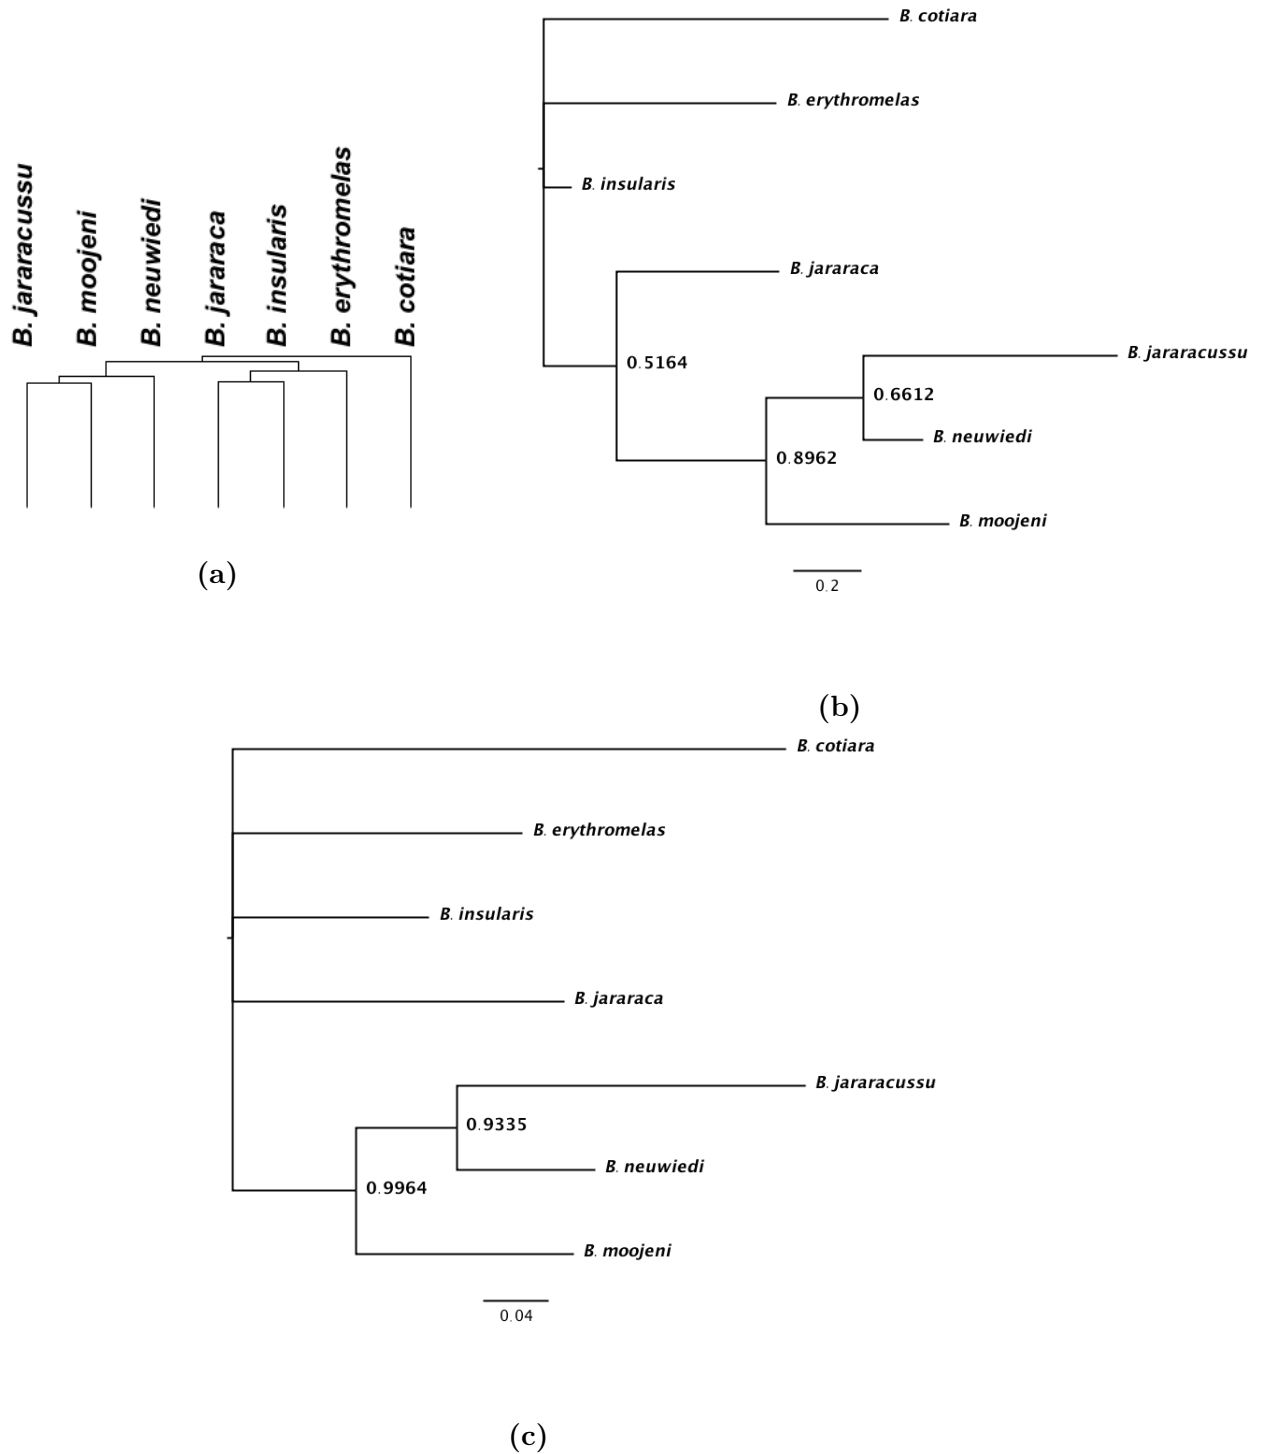 B. jararacussu
B. moojeni
B. neuwiedi
B. jararaca
B. insularis
B. erythromelas
B. cotiara
(a)
B. cotiara
B. erythromelas
B. insularis
B. jararaca
0.5164
B. jararacussu
0.6612
B. neuwiedi
0.8962
B. moojeni
0.2
(b)
B. cotiara
B. erythromelas
B. insularis
B. jararaca
B. jararacussu
0.9335
B. neuwiedi
0.9964
B. moojeni
0.04
(c)